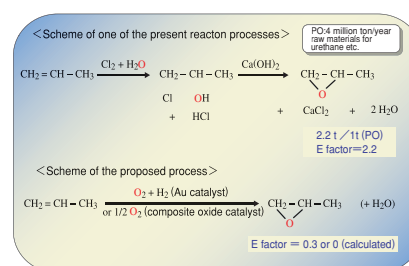 <Scheme of one of the present reacton processes>
PO:4 million ton/year
raw materials for
urethane etc.
CH2=CH−CH3 Cl2+H2O CH2−CH−CH3 Ca(OH)2 CH2−CH−CH3
Cl OH O
+ HCl + CaCl2 + 2 H2O
2.2 t ／1t (PO)
E factor=2.2
<Scheme of the proposed process>
CH2=CH−CH3 O2+H2 (Au catalyst) CH2−CH−CH3 (+H2O)
or 1/2 O2 (composite oxide catalyst) O
E factor = 0.3 or 0 (calculated)